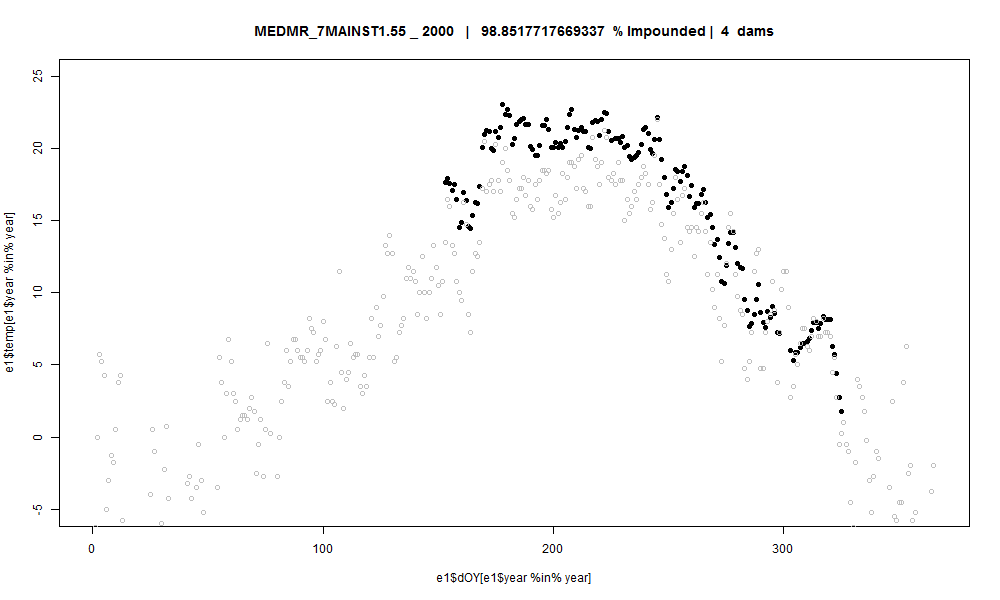 MEDMR_7MAINST1.55 _ 2000 | 98.8517717669337 % Impounded | 4 dams
25
20
15
10
5
0
-5
e1$temp[e1$year %in% year]
0 100 200 300
e1$dOY[e1$year %in% year]